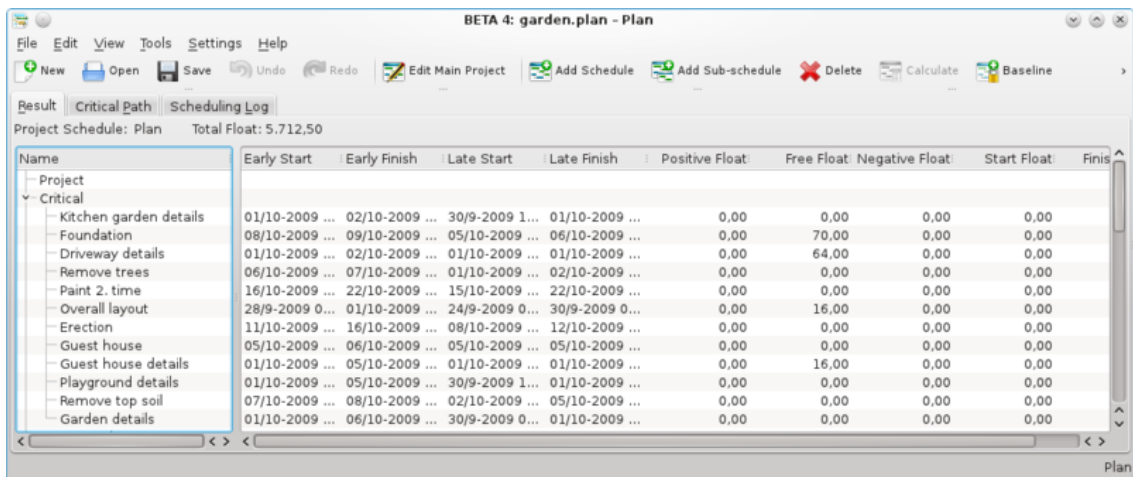 BETA 4: garden.plan – Plan
File Edit View Tools Settings Help
New Open Save Undo Redo Edit Main Project Add Schedule Add Sub-schedule Delete Calculate Baseline
Result Critical Path Scheduling Log
Project Schedule: Plan Total Float: 5.712,50
Name Early Start Early Finish Late Start Late Finish Positive Float Free Float Negative Float Start Float Finis
Project
Critical
Kitchen garden details 01/10-2009 ... 02/10-2009 ... 30/9-2009 1... 01/10-2009 ... 0,00 0,00 0,00 0,00
Foundation 08/10-2009 ... 09/10-2009 ... 05/10-2009 ... 06/10-2009 ... 0,00 70,00 0,00 0,00
Driveway details 01/10-2009 ... 02/10-2009 ... 01/10-2009 ... 01/10-2009 ... 0,00 64,00 0,00 0,00
Remove trees 06/10-2009 ... 07/10-2009 ... 01/10-2009 ... 02/10-2009 ... 0,00 0,00 0,00 0,00
Paint 2. time 16/10-2009 ... 22/10-2009 ... 15/10-2009 ... 22/10-2009 ... 0,00 0,00 0,00 0,00
Overall layout 28/9-2009 0... 01/10-2009 ... 24/9-2009 0... 30/9-2009 0... 0,00 16,00 0,00 0,00
Erection 11/10-2009 ... 16/10-2009 ... 08/10-2009 ... 12/10-2009 ... 0,00 0,00 0,00 0,00
Guest house 05/10-2009 ... 06/10-2009 ... 05/10-2009 ... 05/10-2009 ... 0,00 0,00 0,00 0,00
Guest house details 01/10-2009 ... 05/10-2009 ... 01/10-2009 ... 01/10-2009 ... 0,00 16,00 0,00 0,00
Playground details 01/10-2009 ... 05/10-2009 ... 30/9-2009 1... 01/10-2009 ... 0,00 0,00 0,00 0,00
Remove top soil 07/10-2009 ... 08/10-2009 ... 02/10-2009 ... 05/10-2009 ... 0,00 0,00 0,00 0,00
Garden details 01/10-2009 ... 06/10-2009 ... 30/9-2009 0... 01/10-2009 ... 0,00 0,00 0,00 0,00
Plan